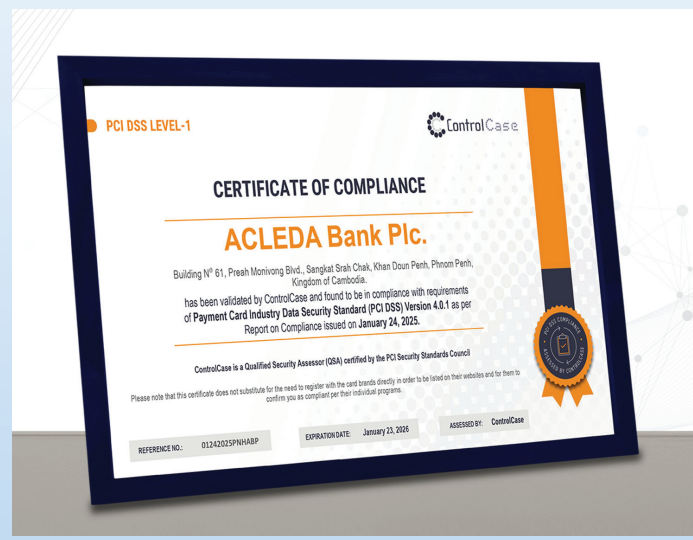 PCI DSS LEVEL-1
ControlCase
CERTIFICATE OF COMPLIANCE
ACLEDA Bank Plc.
Building Nº 61, Preah Monivong Blvd., Sangkat Srah Chak, Khan Doun Penh, Phnom Penh,
Kingdom of Cambodia.
has been validated by ControlCase and found to be in compliance with requirements
of Payment Card Industry Data Security Standard (PCI DSS) Version 4.0.1 as per
Report on Compliance issued on January 24, 2025.
ControlCase is a Qualified Security Assessor (QSA) certified by the PCI Security Standards Council
Please note that this certificate does not substitute for the need to register with the card brands directly in order to be listed on their websites and for them to
confirm you as compliant per their individual programs.
PCI DSS COMPLIANCE
ASSESSED BY CONTROLCASE
REFERENCE NO.: 01242025PNHABP
EXPIRATION DATE: January 23, 2026
ASSESSED BY: ControlCase